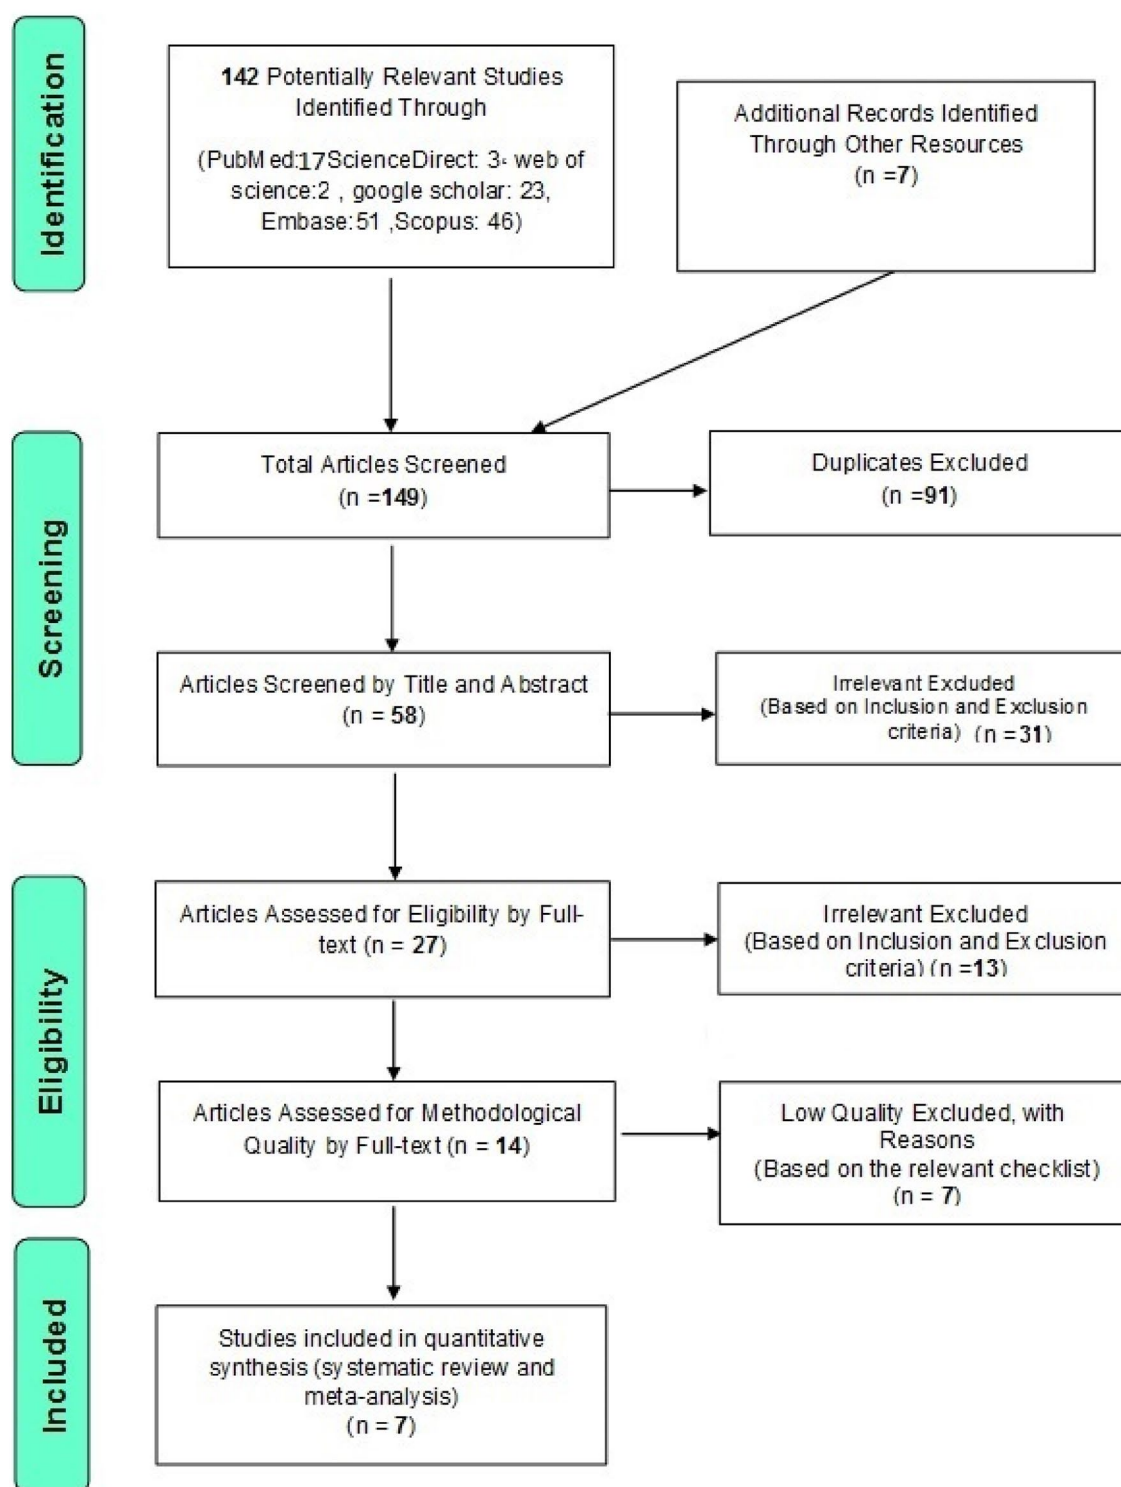 Identification
142 Potentially Relevant Studies
Identified Through
(PubMed:17ScienceDirect: 3، web of
science:2 , google scholar: 23,
Embase:51 ,Scopus: 46)
Additional Records Identified
Through Other Resources
(n =7)
Screening
Total Articles Screened
(n =149)
Duplicates Excluded
(n =91)
Articles Screened by Title and Abstract
(n = 58)
Irrelevant Excluded
(Based on Inclusion and Exclusion
criteria) (n =31)
Eligibility
Articles Assessed for Eligibility by Full-
text (n = 27)
Irrelevant Excluded
(Based on Inclusion and Exclusion
criteria) (n =13)
Articles Assessed for Methodological
Quality by Full-text (n = 14)
Low Quality Excluded, with
Reasons
(Based on the relevant checklist)
(n = 7)
Included
Studies included in quantitative
synthesis (systematic review and
meta-analysis)
(n = 7)